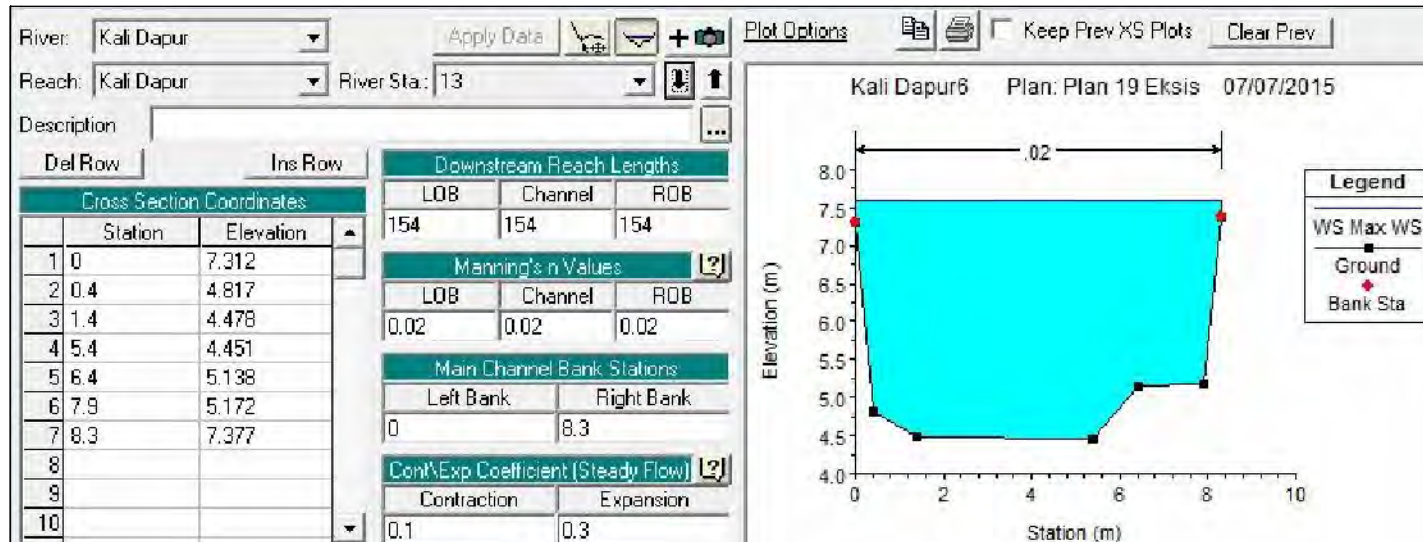 River: Kali Dapur Apply Data Plot Options Keep Prev XS Plots Clear Prev
Reach: Kali Dapur River Sta.: 13
Description ...
Del Row Ins Row
Cross Section Coordinates
Station Elevation
1 0 7.312
2 0.4 4.817
3 1.4 4.478
4 5.4 4.451
5 6.4 5.138
6 7.9 5.172
7 8.3 7.377
8
9
10
Downstream Reach Lengths
LOB Channel ROB
154 154 154
Manning's n Values
LOB Channel ROB
0.02 0.02 0.02
Main Channel Bank Stations
Left Bank Right Bank
0 8.3
Cont\Exp Coefficient (Steady Flow)
Contraction Expansion
0.1 0.3
Kali Dapur6 Plan: Plan 19 Eksis 07/07/2015
.02
8.0
7.5
7.0
6.5
6.0
5.5
5.0
4.5
4.0
Elevation (m)
0 2 4 6 8 10
Station (m)
Legend
WS Max WS
Ground
Bank Sta